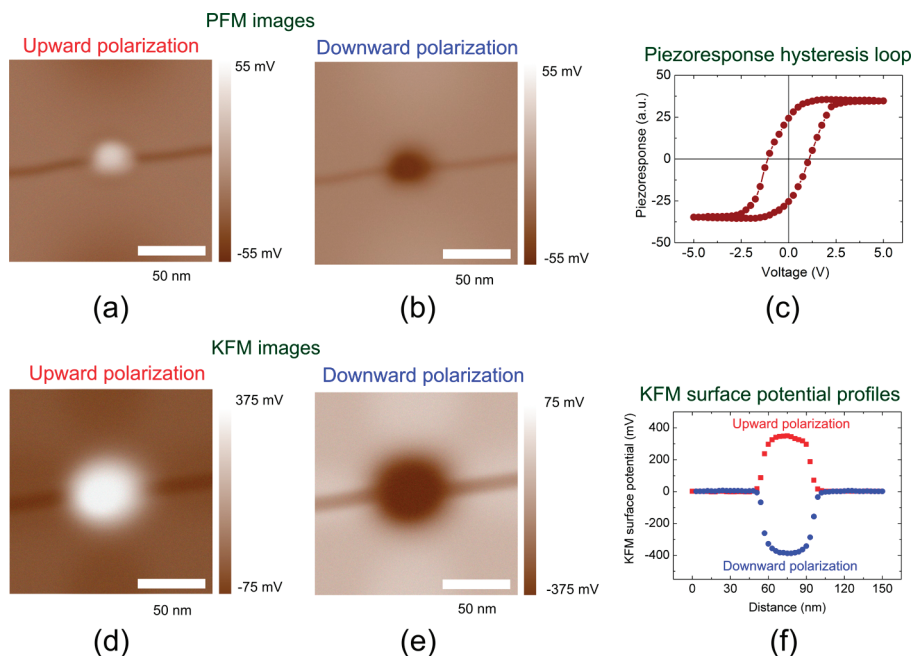 PFM images
Upward polarization
55 mV
-55 mV
50 nm
(a)
Downward polarization
55 mV
-55 mV
50 nm
(b)
Piezoresponse hysteresis loop
Piezoresponse (a.u.)
50
25
0
-25
-50
-5.0 -2.5 0.0 2.5 5.0
Voltage (V)
(c)
KFM images
Upward polarization
375 mV
-75 mV
50 nm
(d)
Downward polarization
75 mV
-375 mV
50 nm
(e)
KFM surface potential profiles
KFM surface potential (mV)
400
200
0
-200
-400
Upward polarization
Downward polarization
0 30 60 90 120 150
Distance (nm)
(f)